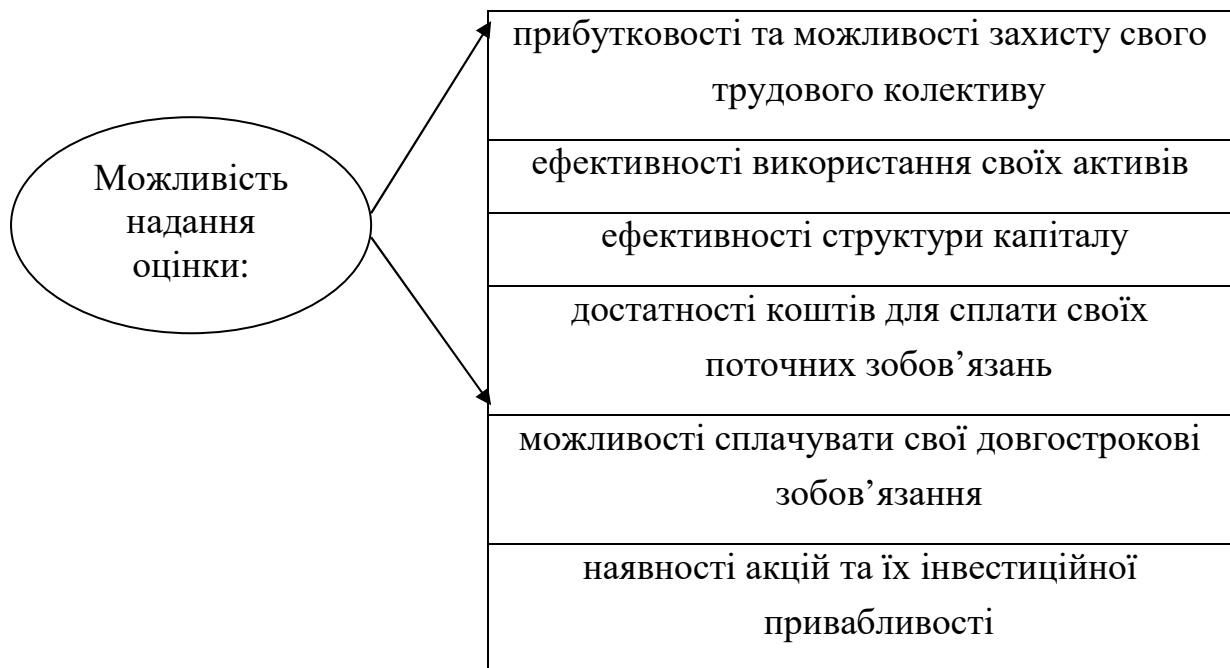 Можливість
надання
оцінки:
прибутковості та можливості захисту свого
трудового колективу
ефективності використання своїх активів
ефективності структури капіталу
достатності коштів для сплати своїх
поточних зобов’язань
можливості сплачувати свої довгострокові
зобов’язання
наявності акцій та їх інвестиційної
привабливості